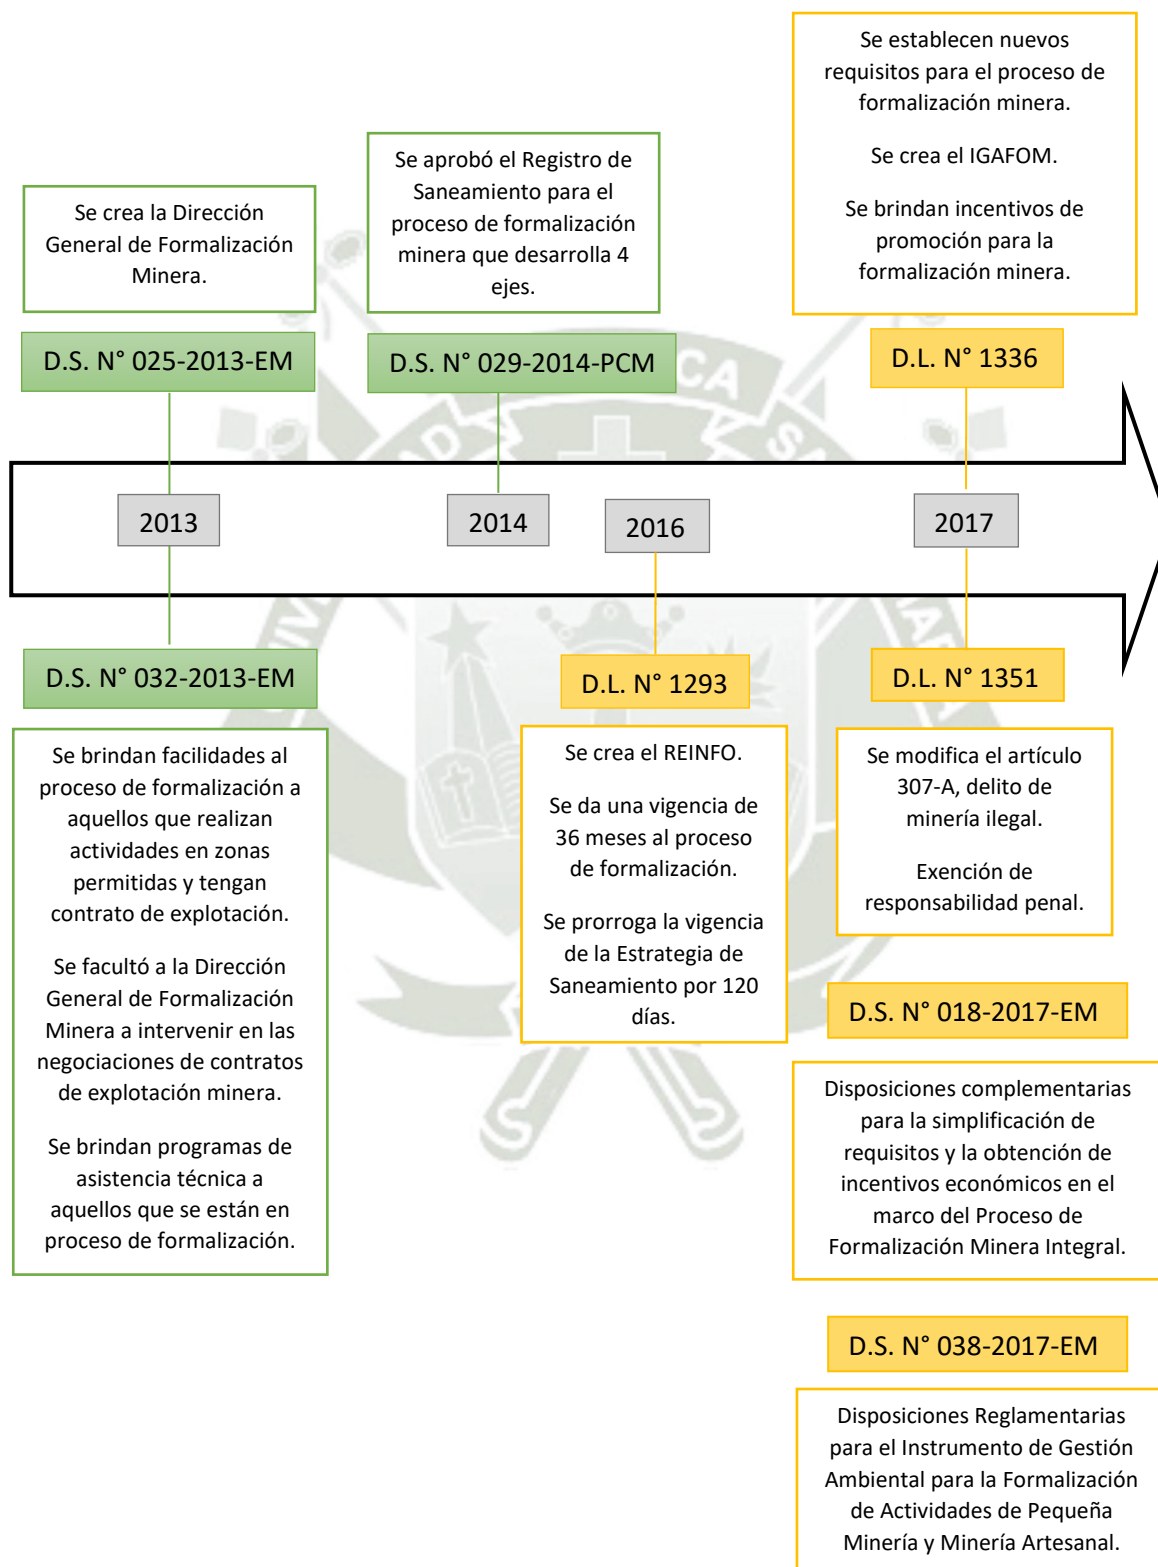 Se establecen nuevos
requisitos para el proceso de
formalización minera.
Se crea el IGAFOM.
Se brindan incentivos de
promoción para la
formalización minera.
Se aprobó el Registro de
Saneamiento para el
proceso de formalización
minera que desarrolla 4
ejes.
Se crea la Dirección
General de Formalización
Minera.
D.S. N° 025-2013-EM
D.S. N° 029-2014-PCM
D.L. N° 1336
2013
2014
2016
2017
D.S. N° 032-2013-EM
Se brindan facilidades al
proceso de formalización a
aquellos que realizan
actividades en zonas
permitidas y tengan
contrato de explotación.
Se facultó a la Dirección
General de Formalización
Minera a intervenir en las
negociaciones de contratos
de explotación minera.
Se brindan programas de
asistencia técnica a
aquellos que se están en
proceso de formalización.
D.L. N° 1293
Se crea el REINFO.
Se da una vigencia de
36 meses al proceso
de formalización.
Se prorroga la vigencia
de la Estrategia de
Saneamiento por 120
días.
D.L. N° 1351
Se modifica el artículo
307-A, delito de
minería ilegal.
Exención de
responsabilidad penal.
D.S. N° 018-2017-EM
Disposiciones complementarias
para la simplificación de
requisitos y la obtención de
incentivos económicos en el
marco del Proceso de
Formalización Minera Integral.
D.S. N° 038-2017-EM
Disposiciones Reglamentarias
para el Instrumento de Gestión
Ambiental para la Formalización
de Actividades de Pequeña
Minería y Minería Artesanal.